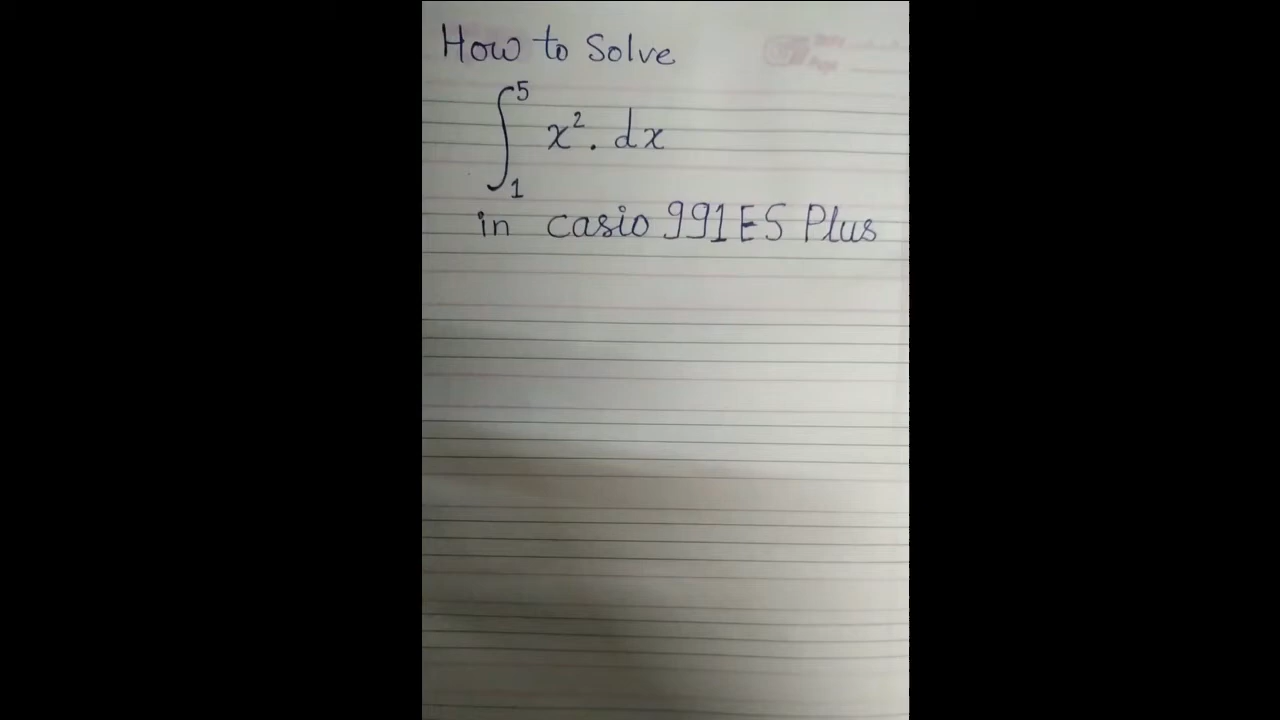 How to Solve
∫₁⁵ x². dx
in casio 991ES Plus